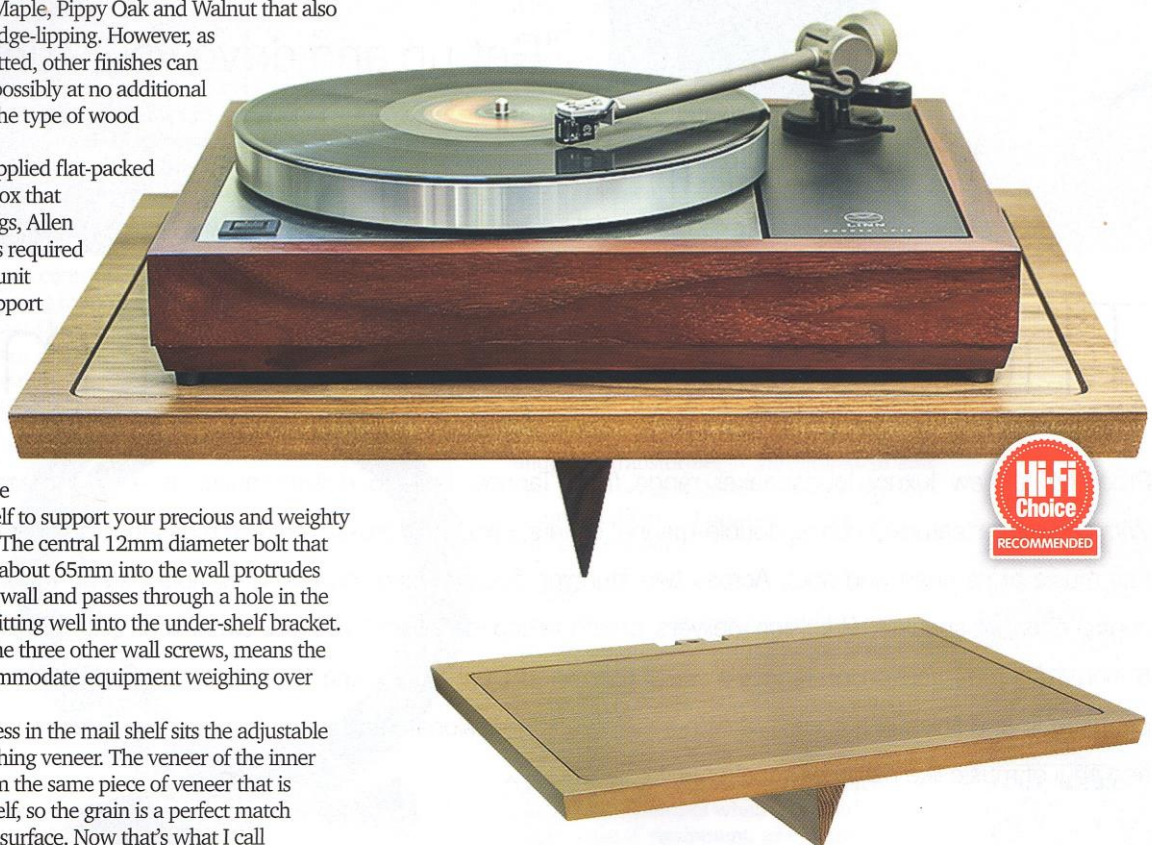 Maple, Pippy Oak and Walnut that also
dge-lipping. However, as
tted, other finishes can
possibly at no additional
he type of wood
pplied flat-packed
ox that
gs, Allen
s required
unit
pport
LINN
e
elf to support your precious and weighty
The central 12mm diameter bolt that
about 65mm into the wall protrudes
wall and passes through a hole in the
itting well into the under-shelf bracket.
ne three other wall screws, means the
mmodate equipment weighing over
ess in the mail shelf sits the adjustable
hing veneer. The veneer of the inner
m the same piece of veneer that is
elf, so the grain is a perfect match
surface. Now that's what I call
Hi-Fi
Choice
RECOMMENDED